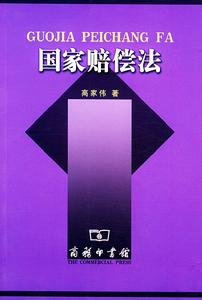 GUOJIA PEICHANG FA
国家赔偿法
高家伟 著
商務印書館
THE COMMERCIAL PRESS